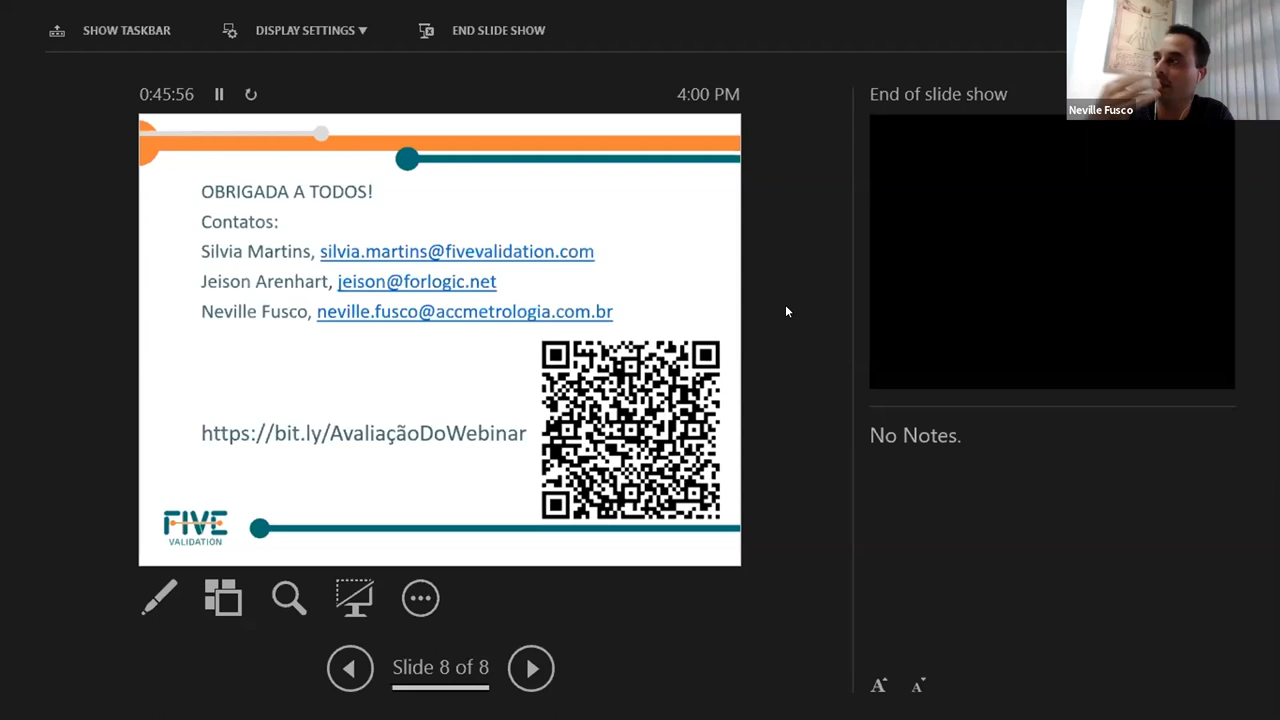 SHOW TASKBAR
DISPLAY SETTINGS ▼
END SLIDE SHOW
Neville Fusco
0:45:56
4:00 PM
End of slide show
OBRIGADA A TODOS!
Contatos:
Silvia Martins, silvia.martins@fivevalidation.com
Jeison Arenhart, jeison@forlogic.net
Neville Fusco, neville.fusco@accmetrologia.com.br
https://bit.ly/AvaliaçãoDoWebinar
FIVE
VALIDATION
No Notes.
Slide 8 of 8
A A